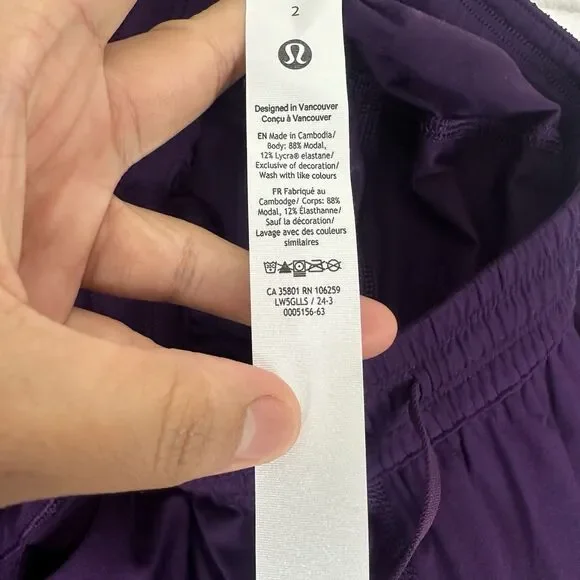 2
Designed in Vancouver
Conçu à Vancouver
EN Made in Cambodia/
Body: 88% Modal,
12% Lycra® elastane/
Exclusive of decoration/
Wash with like colours
FR Fabriqué au
Cambodge/ Corps: 88%
Modal, 12% Élasthanne/
Sauf la décoration/
Lavage avec des couleurs
similaires
CA 35801 RN 106259
LW5GLLS / 24-3
0005156-63